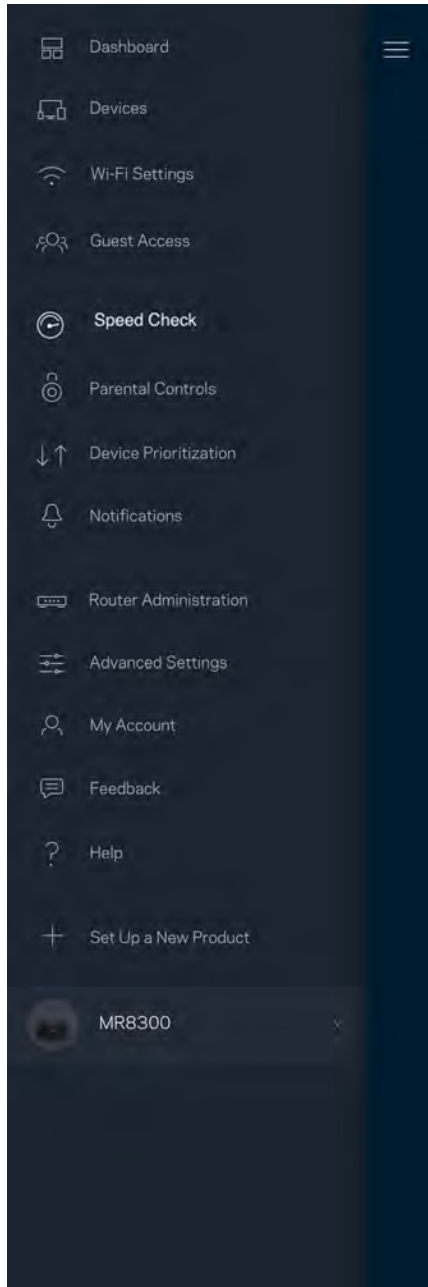 Dashboard
Devices
Wi-Fi Settings
Guest Access
Speed Check
Parental Controls
Device Prioritization
Notifications
Router Administration
Advanced Settings
My Account
Feedback
Help
Set Up a New Product
MR8300